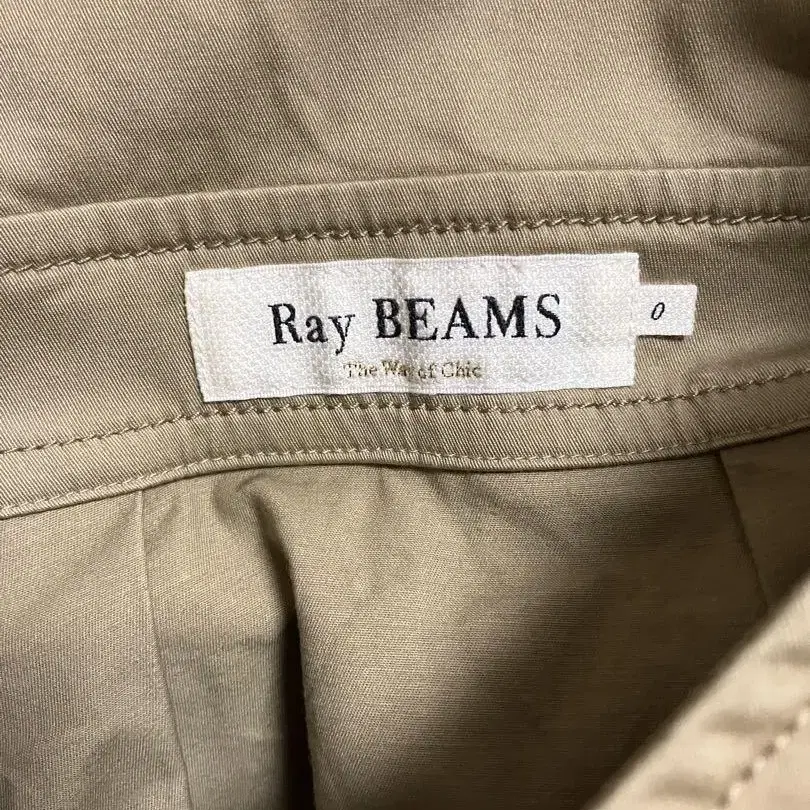 Ray BEAMS
0
The Way of Chic